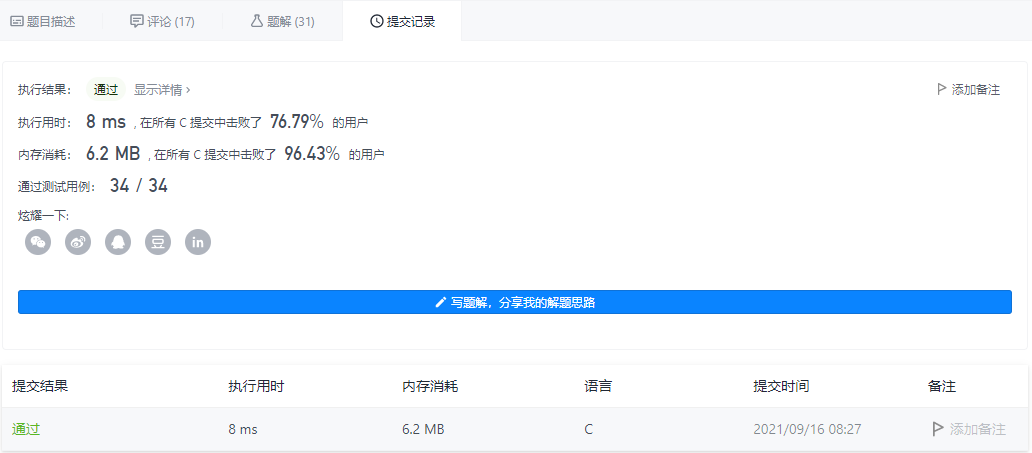 题目描述 评论 (17) 题解 (31) 提交记录
执行结果： 通过 显示详情 › 添加备注
执行用时： 8 ms , 在所有 C 提交中击败了 76.79% 的用户
内存消耗： 6.2 MB , 在所有 C 提交中击败了 96.43% 的用户
通过测试用例： 34 / 34
炫耀一下:
豆 in
写题解，分享我的解题思路
提交结果 执行用时 内存消耗 语言 提交时间 备注
通过 8 ms 6.2 MB C 2021/09/16 08:27 添加备注